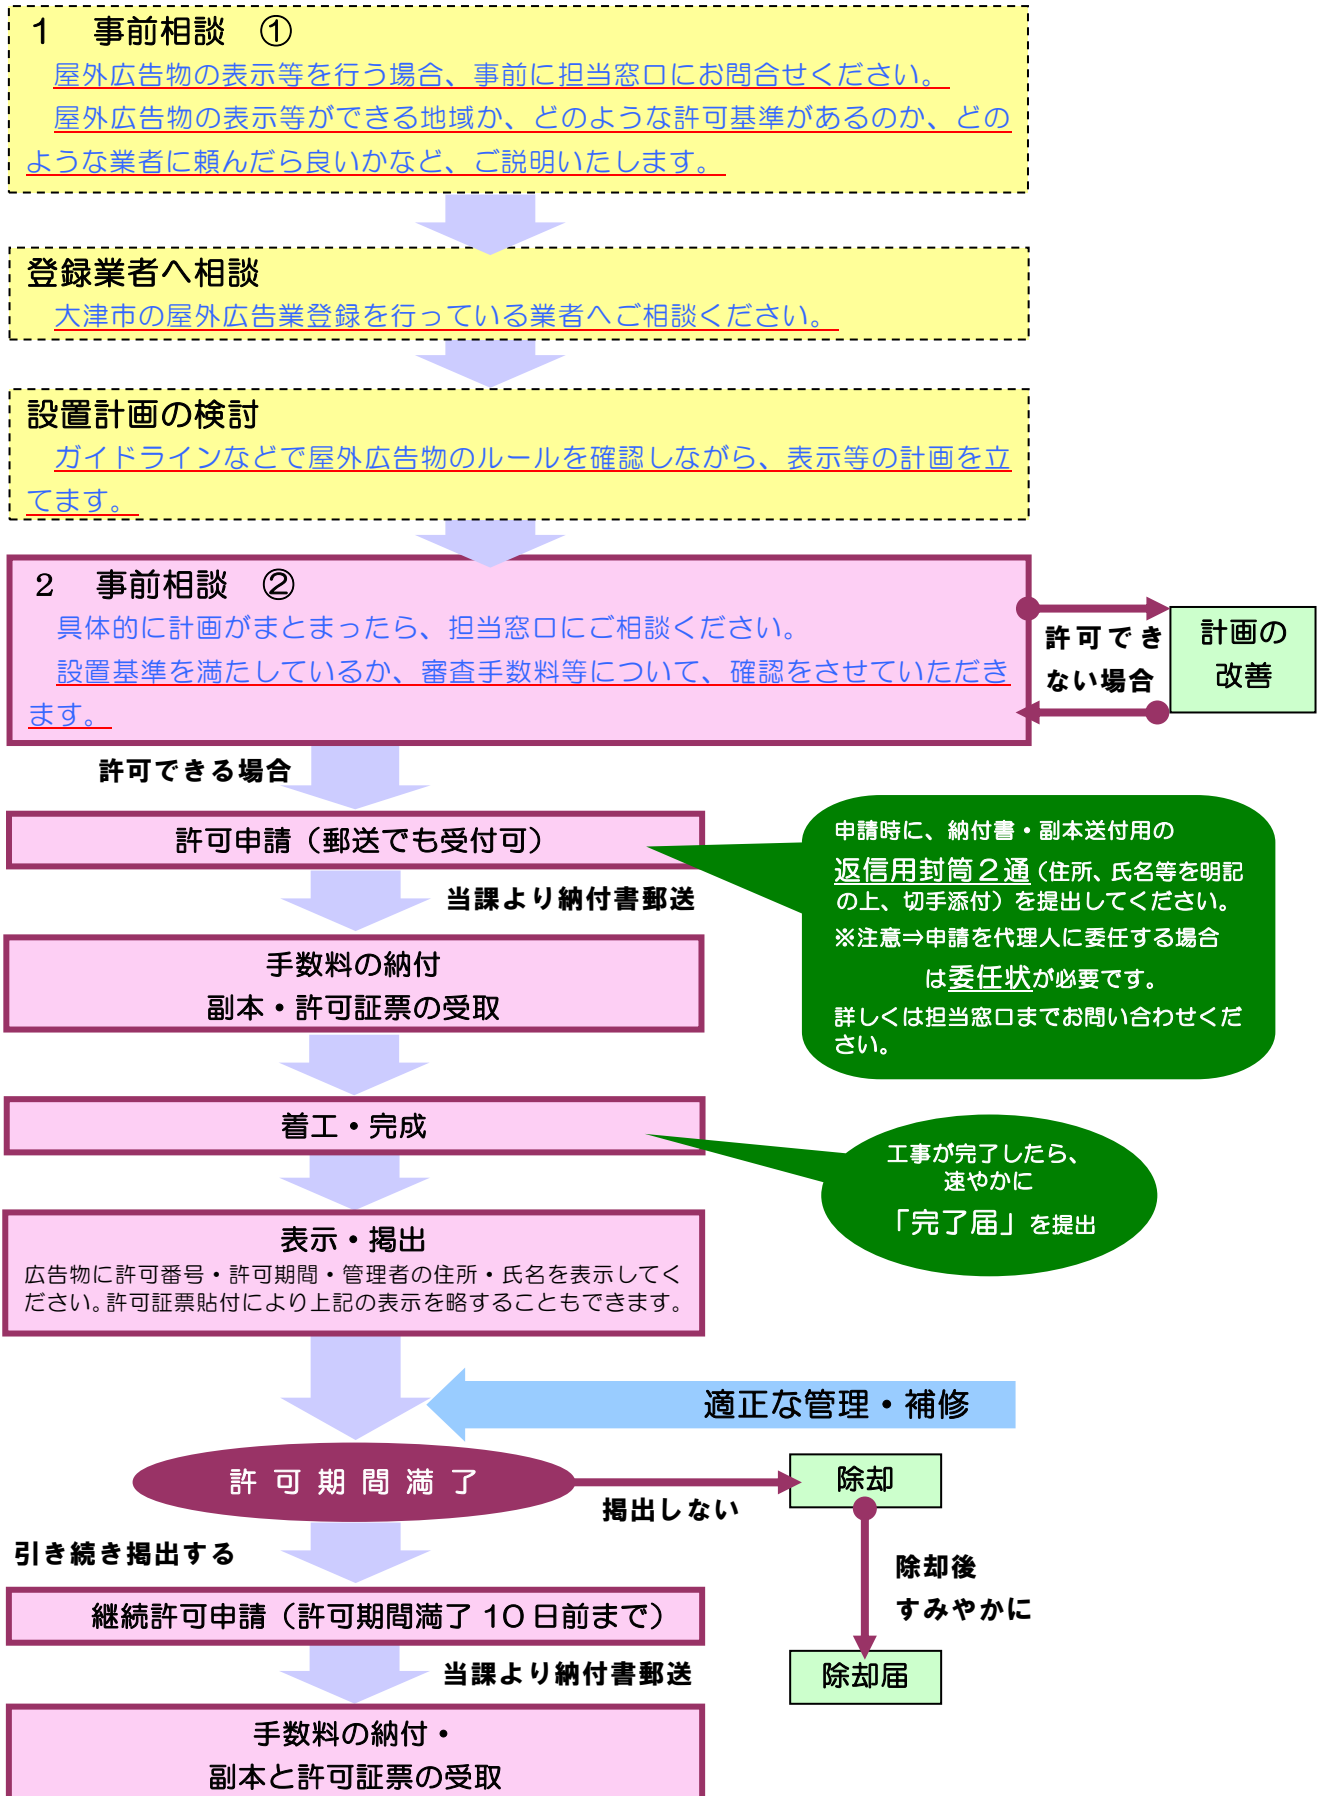 1　事前相談　①
屋外広告物の表示等を行う場合、事前に担当窓口にお問合せください。
屋外広告物の表示等ができる地域か、どのような許可基準があるのか、どの
ような業者に頼んだら良いかなど、ご説明いたします。
登録業者へ相談
大津市の屋外広告業登録を行っている業者へご相談ください。
設置計画の検討
ガイドラインなどで屋外広告物のルールを確認しながら、表示等の計画を立
てます。
2　事前相談　②
具体的に計画がまとまったら、担当窓口にご相談ください。
設置基準を満たしているか、審査手数料等について、確認をさせていただき
ます。
許可でき
ない場合
計画の
改善
許可できる場合
許可申請（郵送でも受付可）
申請時に、納付書・副本送付用の
返信用封筒２通（住所、氏名等を明記
の上、切手添付）を提出してください。
※注意⇒申請を代理人に委任する場合
は委任状が必要です。
詳しくは担当窓口までお問い合わせくだ
さい。
当課より納付書郵送
手数料の納付
副本・許可証票の受取
着工・完成
工事が完了したら、
速やかに
「完了届」を提出
表示・掲出
広告物に許可番号・許可期間・管理者の住所・氏名を表示してく
ださい。許可証票貼付により上記の表示を略することもできます。
適正な管理・補修
許可期間満了
掲出しない
除却
引き続き掲出する
除却後
すみやかに
継続許可申請（許可期間満了 10 日前まで）
当課より納付書郵送
除却届
手数料の納付・
副本と許可証票の受取